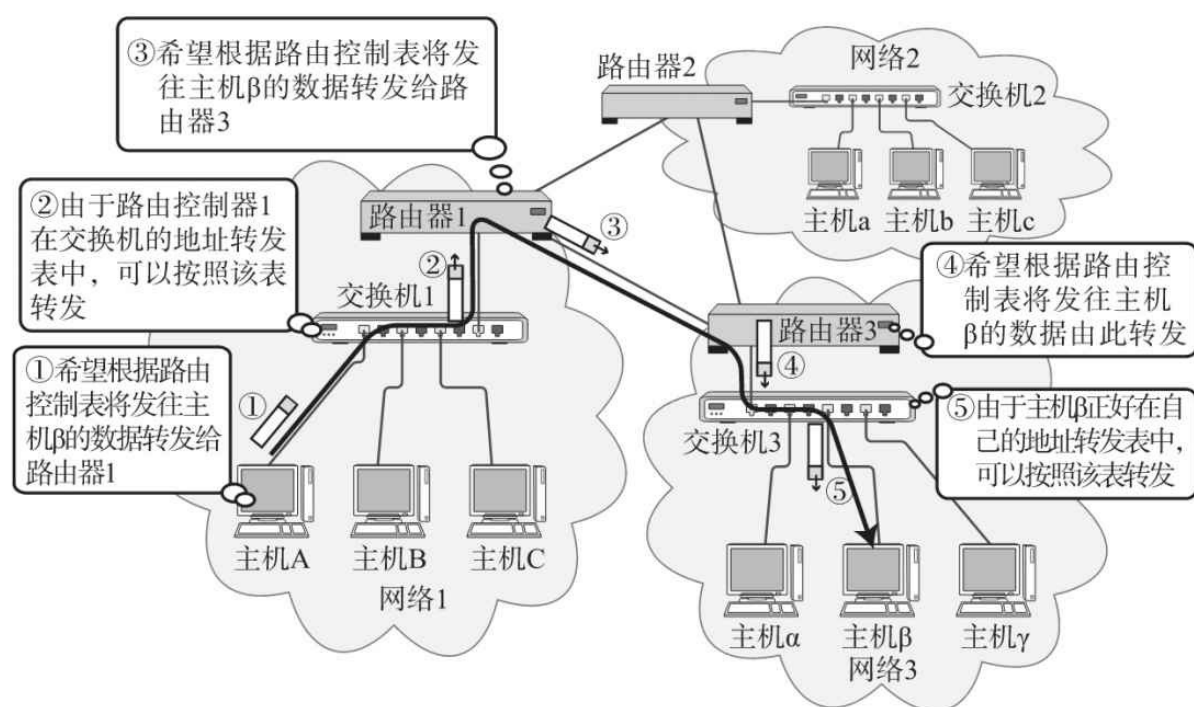 ③希望根据路由控制表将发
往主机β的数据转发给路
由器3
路由器2
网络2
交换机2
主机a
主机b
主机c
②由于路由控制器1
在交换机的地址转发
表中，可以按照该表
转发
路由器1
③
②
交换机1
④希望根据路由控
制表将发往主机
β的数据由此转发
路由器3
④
①希望根据路由
控制表将发往主
机β的数据转发给
路由器1
①
交换机3
⑤由于主机β正好在自
己的地址转发表中，
可以按照该表转发
⑤
主机A
主机B
主机C
网络1
主机α
主机β
主机γ
网络3